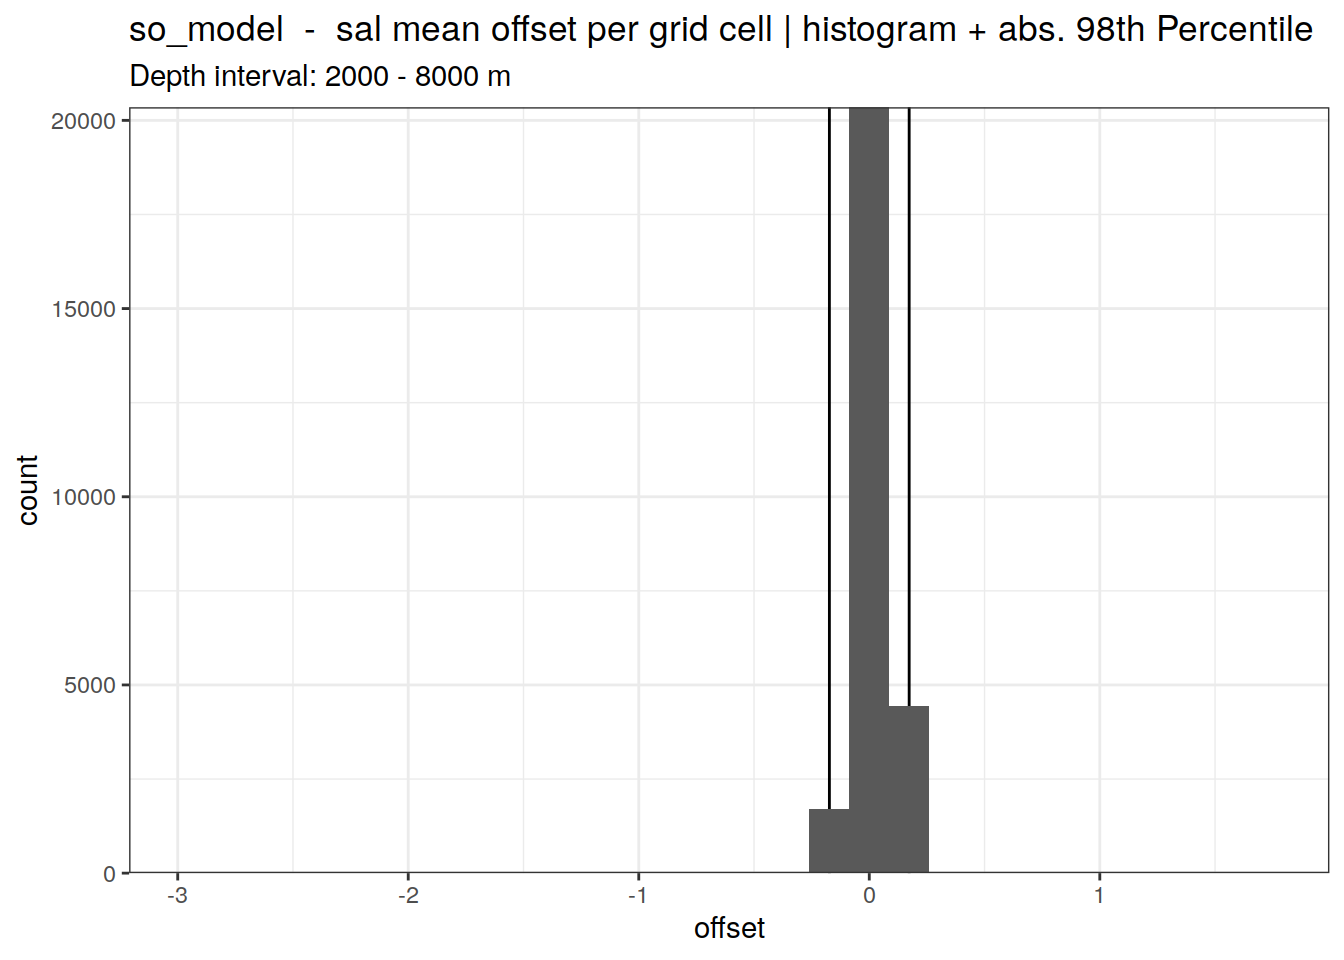 so_model  -  sal mean offset per grid cell | histogram + abs. 98th Percentile
Depth interval: 2000 - 8000 m
20000
15000
10000
5000
0
count
-3
-2
-1
0
1
offset